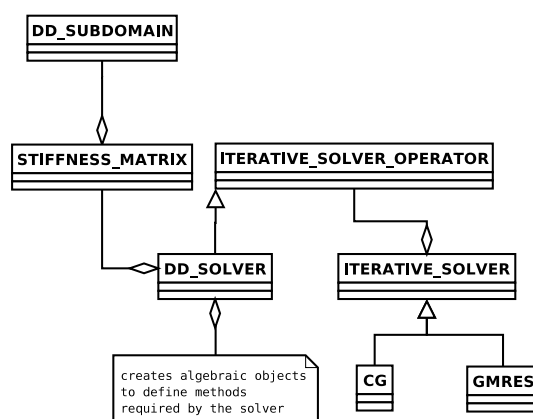 DD_SUBDOMAIN
STIFFNESS_MATRIX
ITERATIVE_SOLVER_OPERATOR
DD_SOLVER
ITERATIVE_SOLVER
creates algebraic objects
to define methods
required by the solver
CG
GMRES